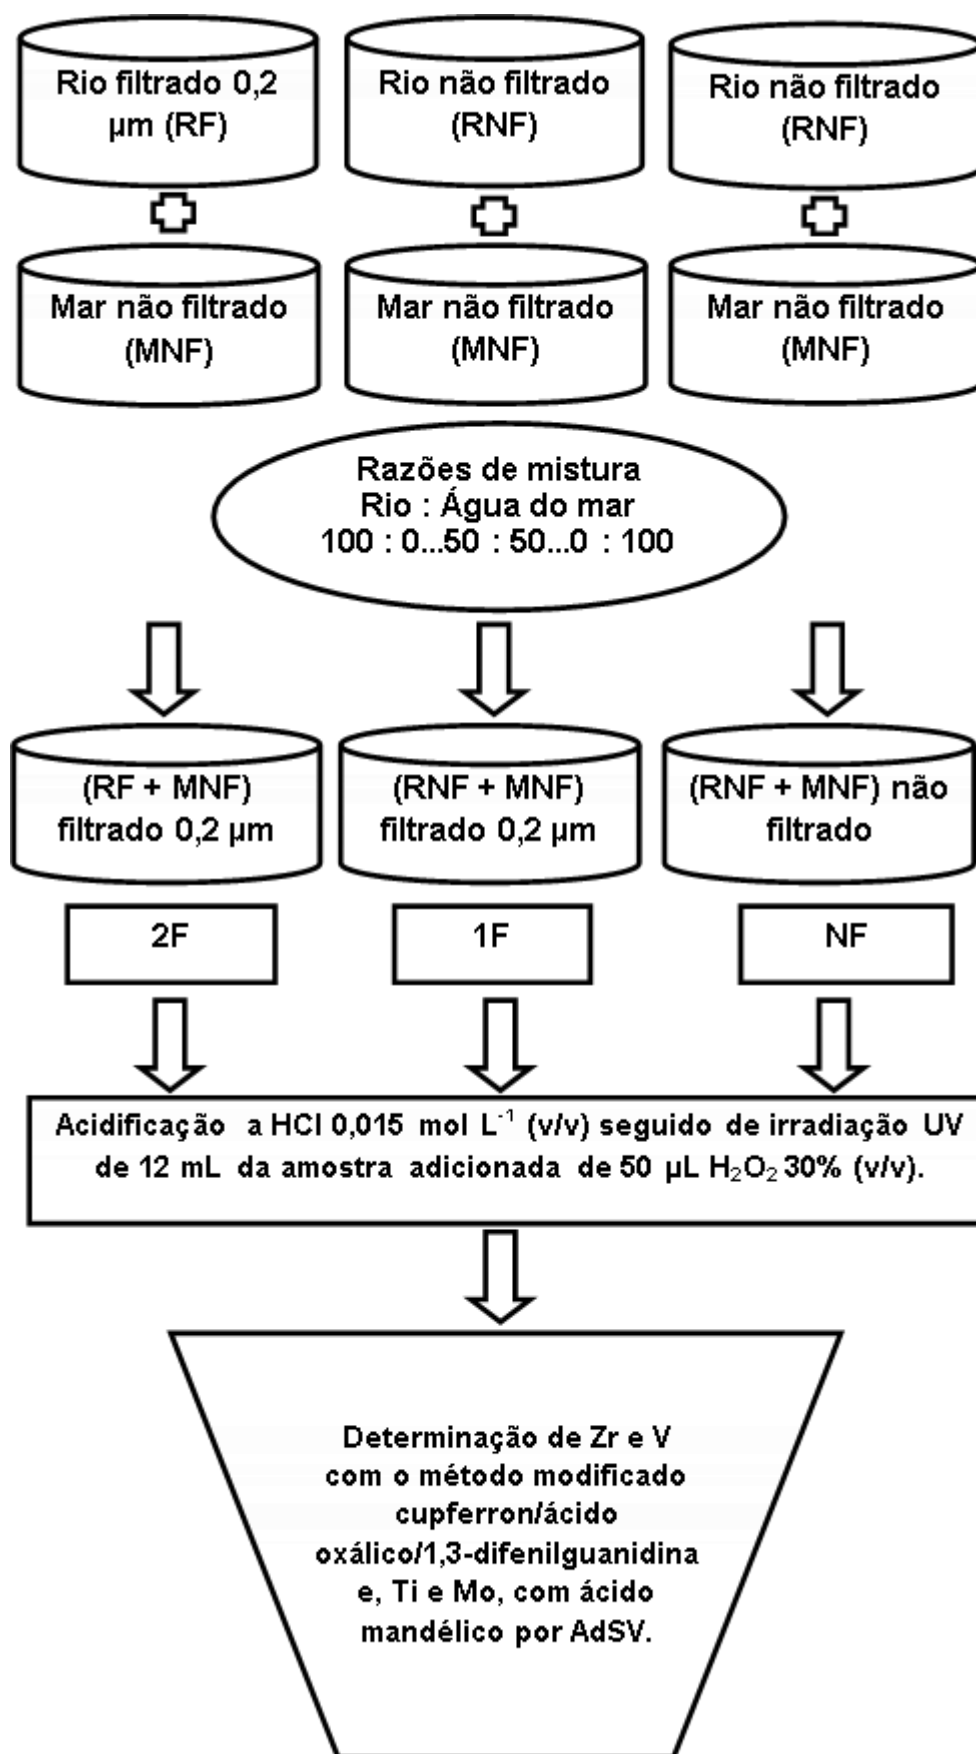 Rio filtrado 0,2
µm (RF)
Rio não filtrado
(RNF)
Rio não filtrado
(RNF)
Mar não filtrado
(MNF)
Mar não filtrado
(MNF)
Mar não filtrado
(MNF)
Razões de mistura
Rio : Água do mar
100 : 0...50 : 50...0 : 100
(RF + MNF)
filtrado 0,2 µm
(RNF + MNF)
filtrado 0,2 µm
(RNF + MNF) não
filtrado
2F
1F
NF
Acidificação a HCl 0,015 mol L⁻¹ (v/v) seguido de irradiação UV
de 12 mL da amostra adicionada de 50 µL H₂O₂ 30% (v/v).
Determinação de Zr e V
com o método modificado
cupferron/ácido
oxálico/1,3-difenilguanidina
e, Ti e Mo, com ácido
mandélico por AdSV.